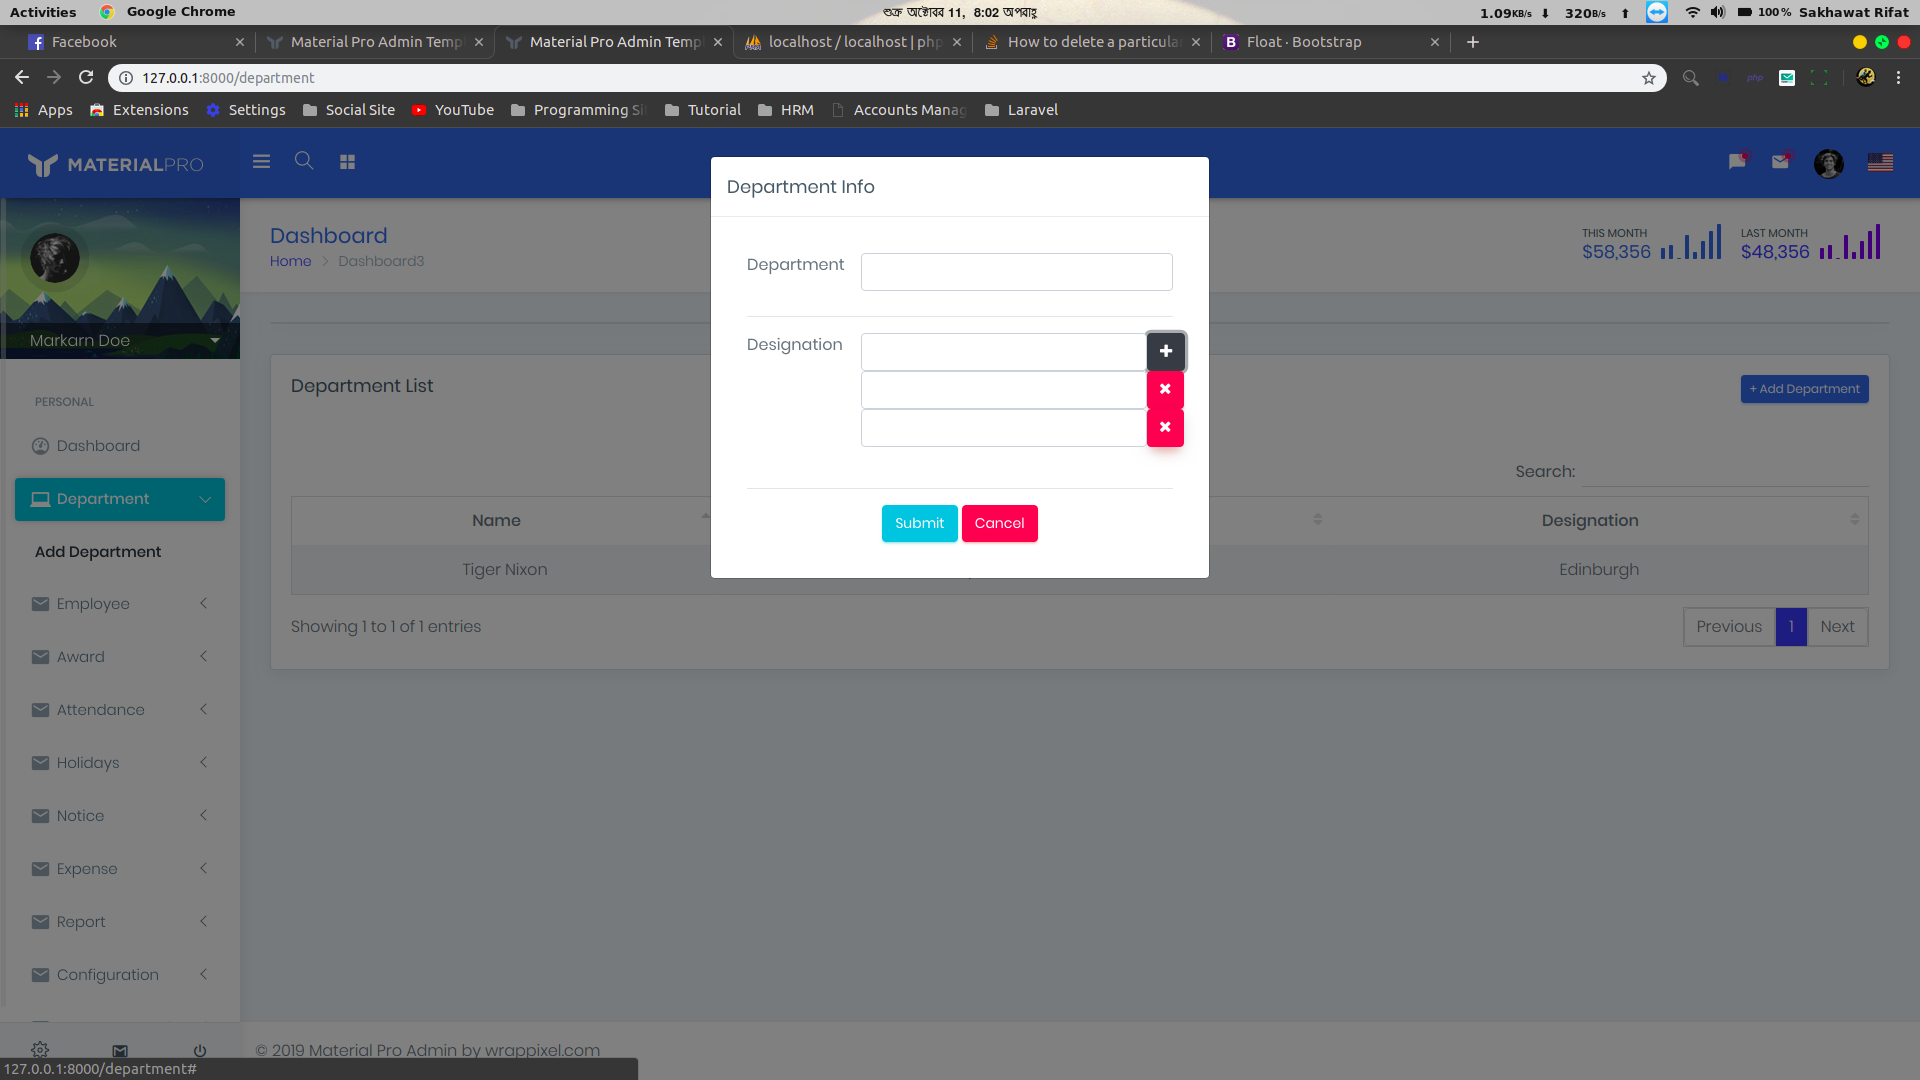 Activities
Google Chrome
শুক্র অক্টোবর 11, 8:02 অপরাহ্ণ
1.09KB/s
320B/s
100 %
Sakhawat Rifat
Facebook
Material Pro Admin Temp
Material Pro Admin Temp
localhost / localhost | php
How to delete a particular
Float · Bootstrap
127.0.0.1:8000/department
php
Apps
Extensions
Settings
Social Site
YouTube
Programming Si
Tutorial
HRM
Accounts Manag
Laravel
MATERIALPRO
Department Info
Dashboard
Home
Dashboard3
THIS MONTH
$58,356
LAST MONTH
$48,356
Department
Designation
Markarn Doe
Department List
+ Add Department
PERSONAL
Dashboard
Search:
Department
Name
Designation
Submit
Cancel
Add Department
Tiger Nixon
Edinburgh
Employee
Showing 1 to 1 of 1 entries
Previous
1
Next
Award
Attendance
Holidays
Notice
Expense
Report
Configuration
© 2019 Material Pro Admin by wrappixel.com
127.0.0.1:8000/department#